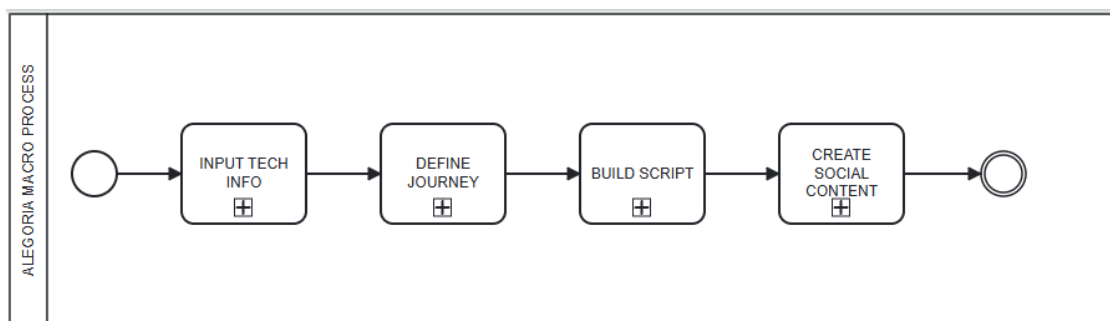 ALEGORIA MACRO PROCESS
INPUT TECH
INFO
DEFINE
JOURNEY
BUILD SCRIPT
CREATE
SOCIAL
CONTENT